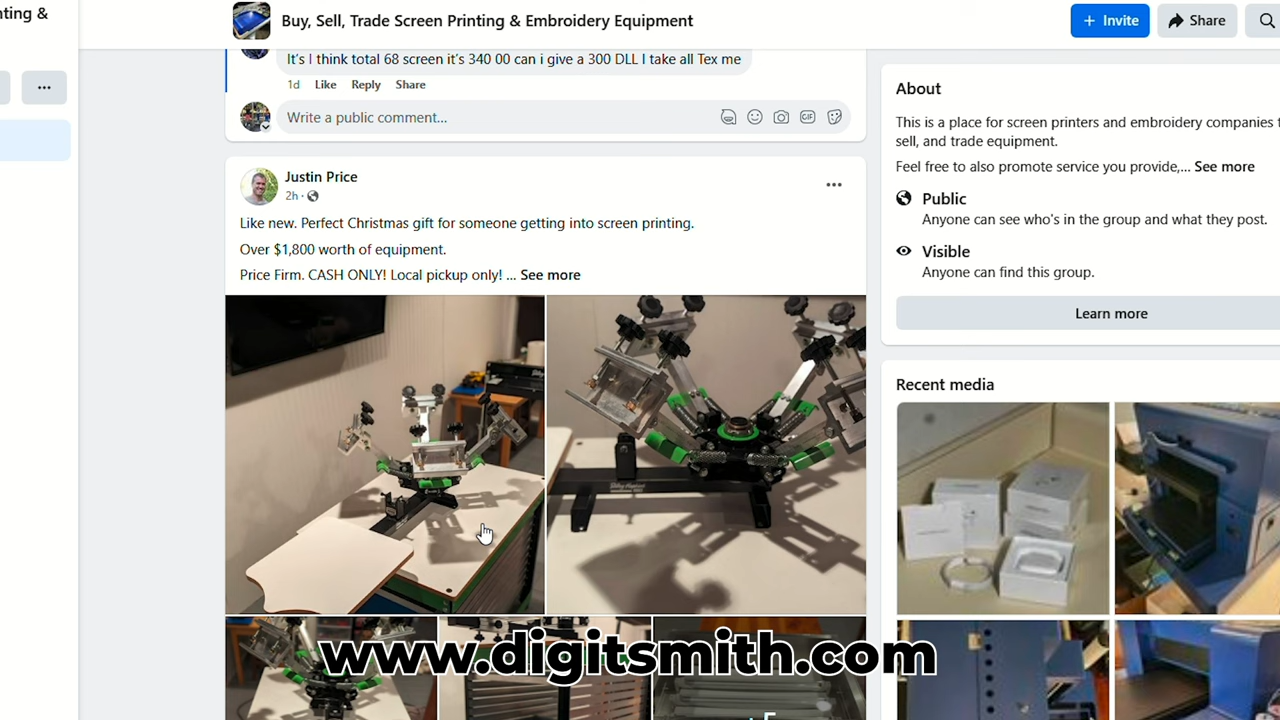 nting &
Buy, Sell, Trade Screen Printing & Embroidery Equipment
+ Invite
Share
It's I think total 68 screen it's 340 00 can i give a 300 DLL I take all Tex me
1d Like Reply Share
Write a public comment...
GIF
Justin Price
2h
Like new. Perfect Christmas gift for someone getting into screen printing.
Over $1,800 worth of equipment.
Price Firm. CASH ONLY! Local pickup only! ... See more
About
This is a place for screen printers and embroidery companies t
sell, and trade equipment.
Feel free to also promote service you provide,... See more
Public
Anyone can see who's in the group and what they post.
Visible
Anyone can find this group.
Learn more
Recent media
www.digitsmith.com